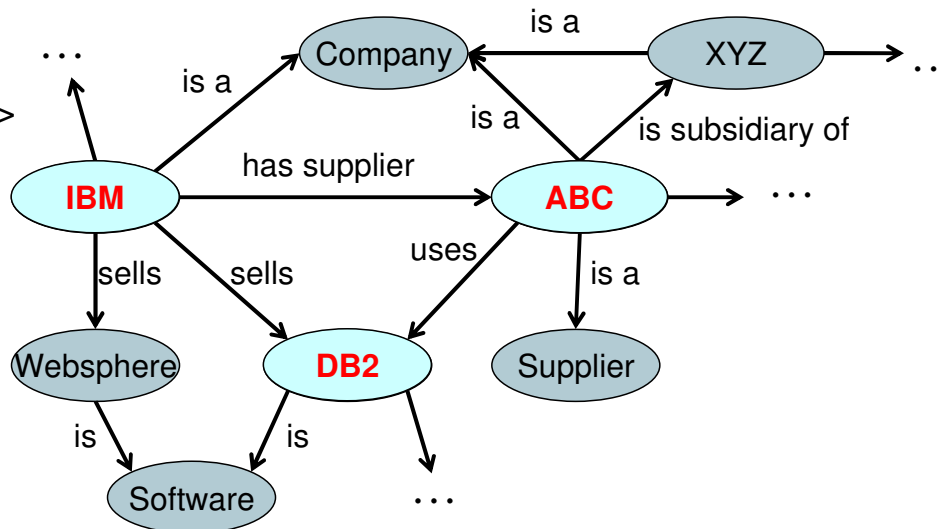 is a
Company
XYZ
…
…
is a
>
is a
is subsidiary of
has supplier
IBM
ABC
…
uses
sells
sells
is a
Websphere
DB2
Supplier
is
is
Software
…